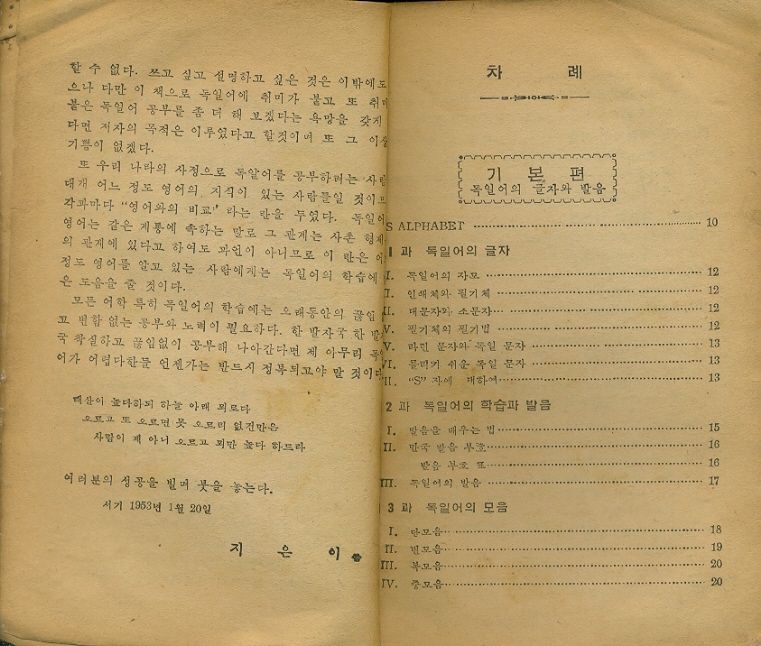 할 수 없다. 쓰고 싶고 설명하고 싶은 것은 이밖에도
으나 다만 이 책으로 독일어에 취미가 붙고 또 취미
붙은 독일어 공부를 좀 더 해 보겠다는 욕망을 갖게
다면 저자의 목적은 이루었다고 할것이며 또 그 이상
기쁨이 없겠다.
또 우리 나라의 사정으로 독일어를 공부하려는 사람
대개 어느 정도 영어의 지식이 있는 사람들일 것이므
각과마다 "영어와의 비교" 라는 란을 두었다. 독일어
영어는 같은 계통에 속하는 말로 그 관계는 사촌 형제
의 관계에 있다고 하여도 과언이 아니므로 이 란은 어
정도 영어를 알고 있는 사람에게는 독일어의 학습에
은 도움을 줄 것이다.
모든 어학 특히 독일어의 학습에는 오래동안의 끊임
고 변함 없는 공부와 노력이 필요하다. 한 발자국 한 발
국 착실하고 끊임없이 공부해 나아간다면 제 아무리 독
어가 어렵다한들 언젠가는 반드시 정복되고야 말 것이다
태산이 높다하되 하늘 아래 뫼로다
오르고 또 오르면 못 오르리 없건만은
사람이 제 아니 오르고 뫼만 높다 하드라
여러분의 성공을 빌며 붓을 놓는다.
서기 1953년 1월 20일
지 은 이
차 례
기 본 편
독일어의 글자와 발음
S ALPHABET 10
1 과 독일어의 글자
I. 독일어의 자모 12
II. 인쇄체와 필기체 12
II. 대문자와 소문자 12
V. 필기체의 필기법 12
V. 라틴 문자와 독일 문자 13
VI. 틀리기 쉬운 독일 문자 13
II. "S" 자에 대하여 13
2 과 독일어의 학습과 발음
I. 발음을 배우는 법 15
II. 만국 발음 부호 16
발음 부호 표 16
III. 독일어의 발음 17
3 과 독일어의 모음
I. 단모음 18
II. 변모음 19
III. 복모음 20
IV. 중모음 20